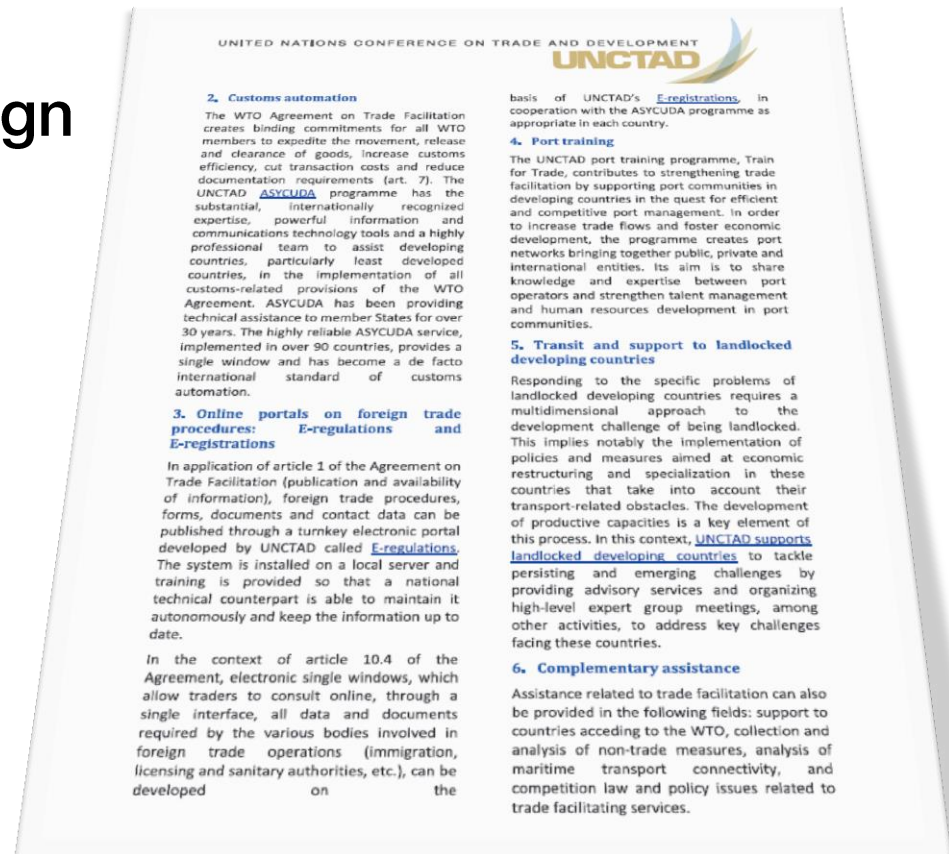 gn
UNITED NATIONS CONFERENCE ON TRADE AND DEVELOPMENT
UNCTAD
2. Customs automation
The WTO Agreement on Trade Facilitation
creates binding commitments for all WTO
members to expedite the movement, release
and clearance of goods, increase customs
efficiency, cut transaction costs and reduce
documentation requirements (art. 7). The
UNCTAD ASYCUDA programme has the
substantial, internationally recognized
expertise, powerful information and
communications technology tools and a highly
professional team to assist developing
countries, particularly least developed
countries, in the implementation of all
customs-related provisions of the WTO
Agreement. ASYCUDA has been providing
technical assistance to member States for over
30 years. The highly reliable ASYCUDA service,
implemented in over 90 countries, provides a
single window and has become a de facto
international standard of customs
automation.
3. Online portals on foreign trade
procedures: E-regulations and
E-registrations
In application of article 1 of the Agreement on
Trade Facilitation (publication and availability
of information), foreign trade procedures,
forms, documents and contact data can be
published through a turnkey electronic portal
developed by UNCTAD called E-regulations.
The system is installed on a local server and
training is provided so that a national
technical counterpart is able to maintain it
autonomously and keep the information up to
date.
In the context of article 10.4 of the
Agreement, electronic single windows, which
allow traders to consult online, through a
single interface, all data and documents
required by the various bodies involved in
foreign trade operations (immigration,
licensing and sanitary authorities, etc.), can be
developed on the
basis of UNCTAD's E-registrations, in
cooperation with the ASYCUDA programme as
appropriate in each country.
4. Port training
The UNCTAD port training programme, Train
for Trade, contributes to strengthening trade
facilitation by supporting port communities in
developing countries in the quest for efficient
and competitive port management. In order
to increase trade flows and foster economic
development, the programme creates port
networks bringing together public, private and
international entities. Its aim is to share
knowledge and expertise between port
operators and strengthen talent management
and human resources development in port
communities.
5. Transit and support to landlocked
developing countries
Responding to the specific problems of
landlocked developing countries requires a
multidimensional approach to the
development challenge of being landlocked.
This implies notably the implementation of
policies and measures aimed at economic
restructuring and specialization in these
countries that take into account their
transport-related obstacles. The development
of productive capacities is a key element of
this process. In this context, UNCTAD supports
landlocked developing countries to tackle
persisting and emerging challenges by
providing advisory services and organizing
high-level expert group meetings, among
other activities, to address key challenges
facing these countries.
6. Complementary assistance
Assistance related to trade facilitation can also
be provided in the following fields: support to
countries acceding to the WTO, collection and
analysis of non-trade measures, analysis of
maritime transport connectivity, and
competition law and policy issues related to
trade facilitating services.